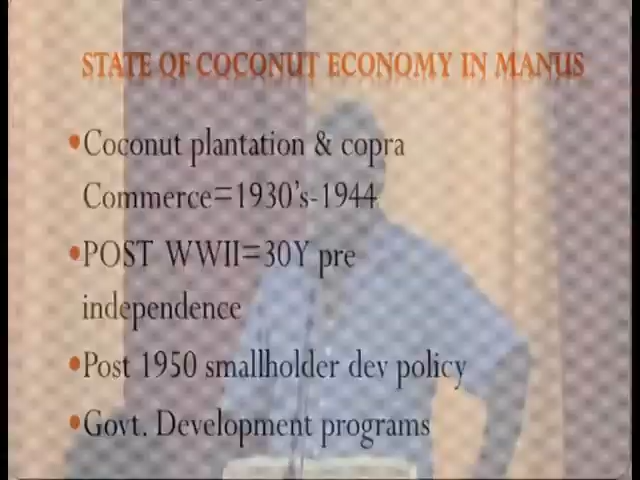 STATE OF COCONUT ECONOMY IN MANUS
•Coconut plantation & copra
Commerce=1930's-1944
•POST WWII=30Y pre
independence
•Post 1950 smallholder dev policy
•Govt. Development programs